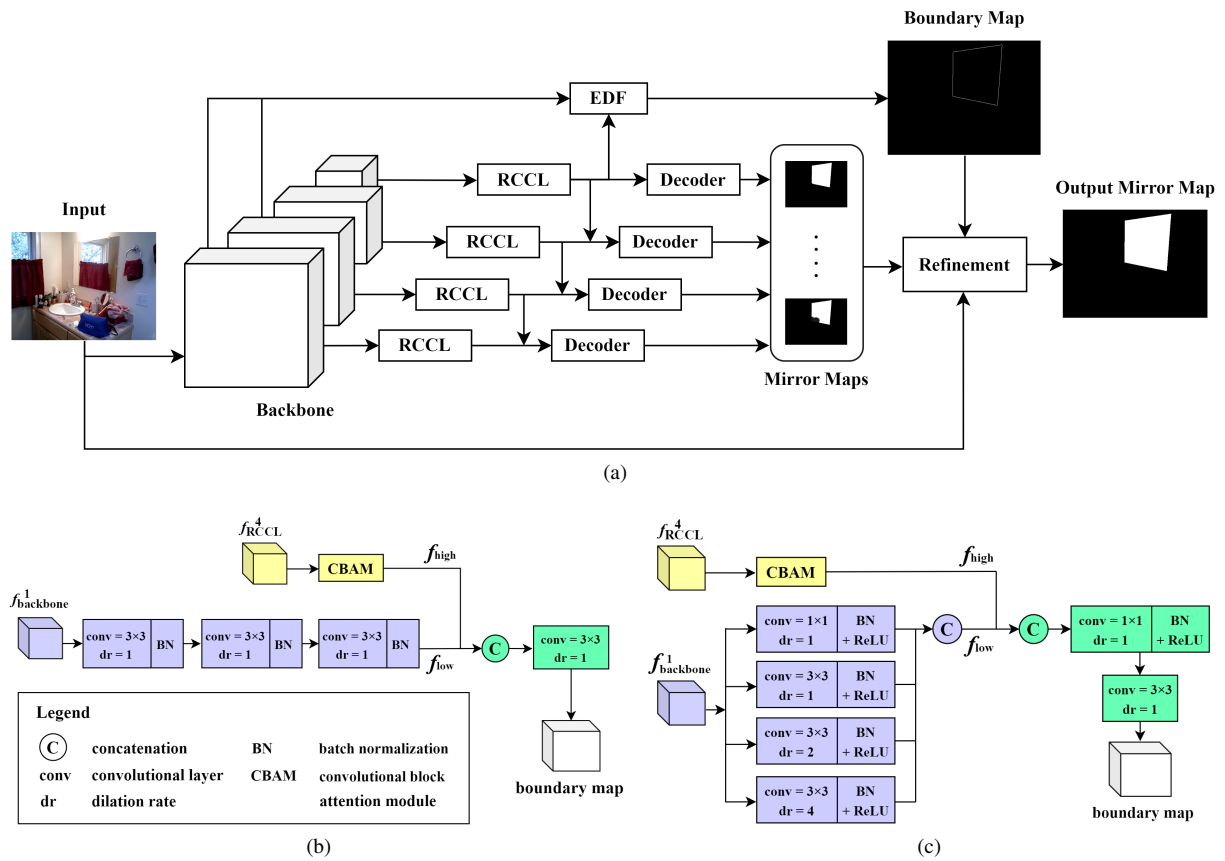 (a)
Boundary Map
EDF
RCCL
Decoder
Input
Output Mirror Map
RCCL
Decoder
Refinement
RCCL
Decoder
RCCL
Decoder
Mirror Maps
Backbone
(b)
f⁴RCCL
CBAM
fhigh
f¹backbone
conv = 3×3
dr = 1
BN
conv = 3×3
dr = 1
BN
conv = 3×3
dr = 1
BN
flow
C
conv = 3×3
dr = 1
boundary map
Legend
C concatenation BN batch normalization
conv convolutional layer CBAM convolutional block
dr dilation rate attention module
(c)
f⁴RCCL
CBAM
fhigh
f¹backbone
conv = 1×1
dr = 1
BN
+ ReLU
conv = 3×3
dr = 1
BN
+ ReLU
conv = 3×3
dr = 2
BN
+ ReLU
conv = 3×3
dr = 4
BN
+ ReLU
C
flow
C
conv = 1×1
dr = 1
BN
+ ReLU
conv = 3×3
dr = 1
boundary map